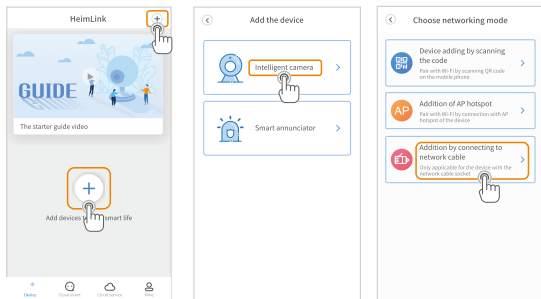 HeimLink
GUIDE
The starter guide video
Add devices to smart life
Device
Cloud event
Cloud service
Mine
Add the device
Intelligent camera
Smart annunciator
Choose networking mode
Device adding by scanning
the code
Pair with Wi-Fi by scanning QR code
on the mobile phone
AP
Addition of AP hotspot
Pair with Wi-Fi by connection with AP
hotspot of the device
Addition by connecting to
network cable
Only applicable for the device with the
network cable socket